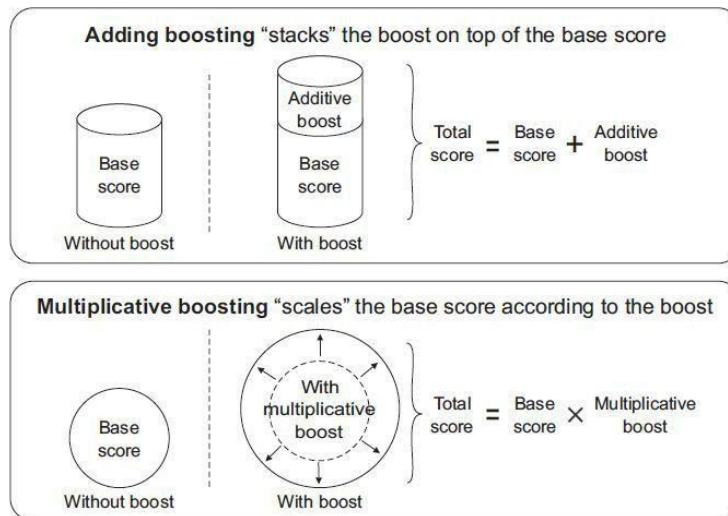 Adding boosting “stacks” the boost on top of the base score
Additive
boost
Base
score
Base
score
Without boost
With boost
Total
score
=
Base
score
+
Additive
boost
Multiplicative boosting “scales” the base score according to the boost
Base
score
With
multiplicative
boost
Without boost
With boost
Total
score
=
Base
score
×
Multiplicative
boost